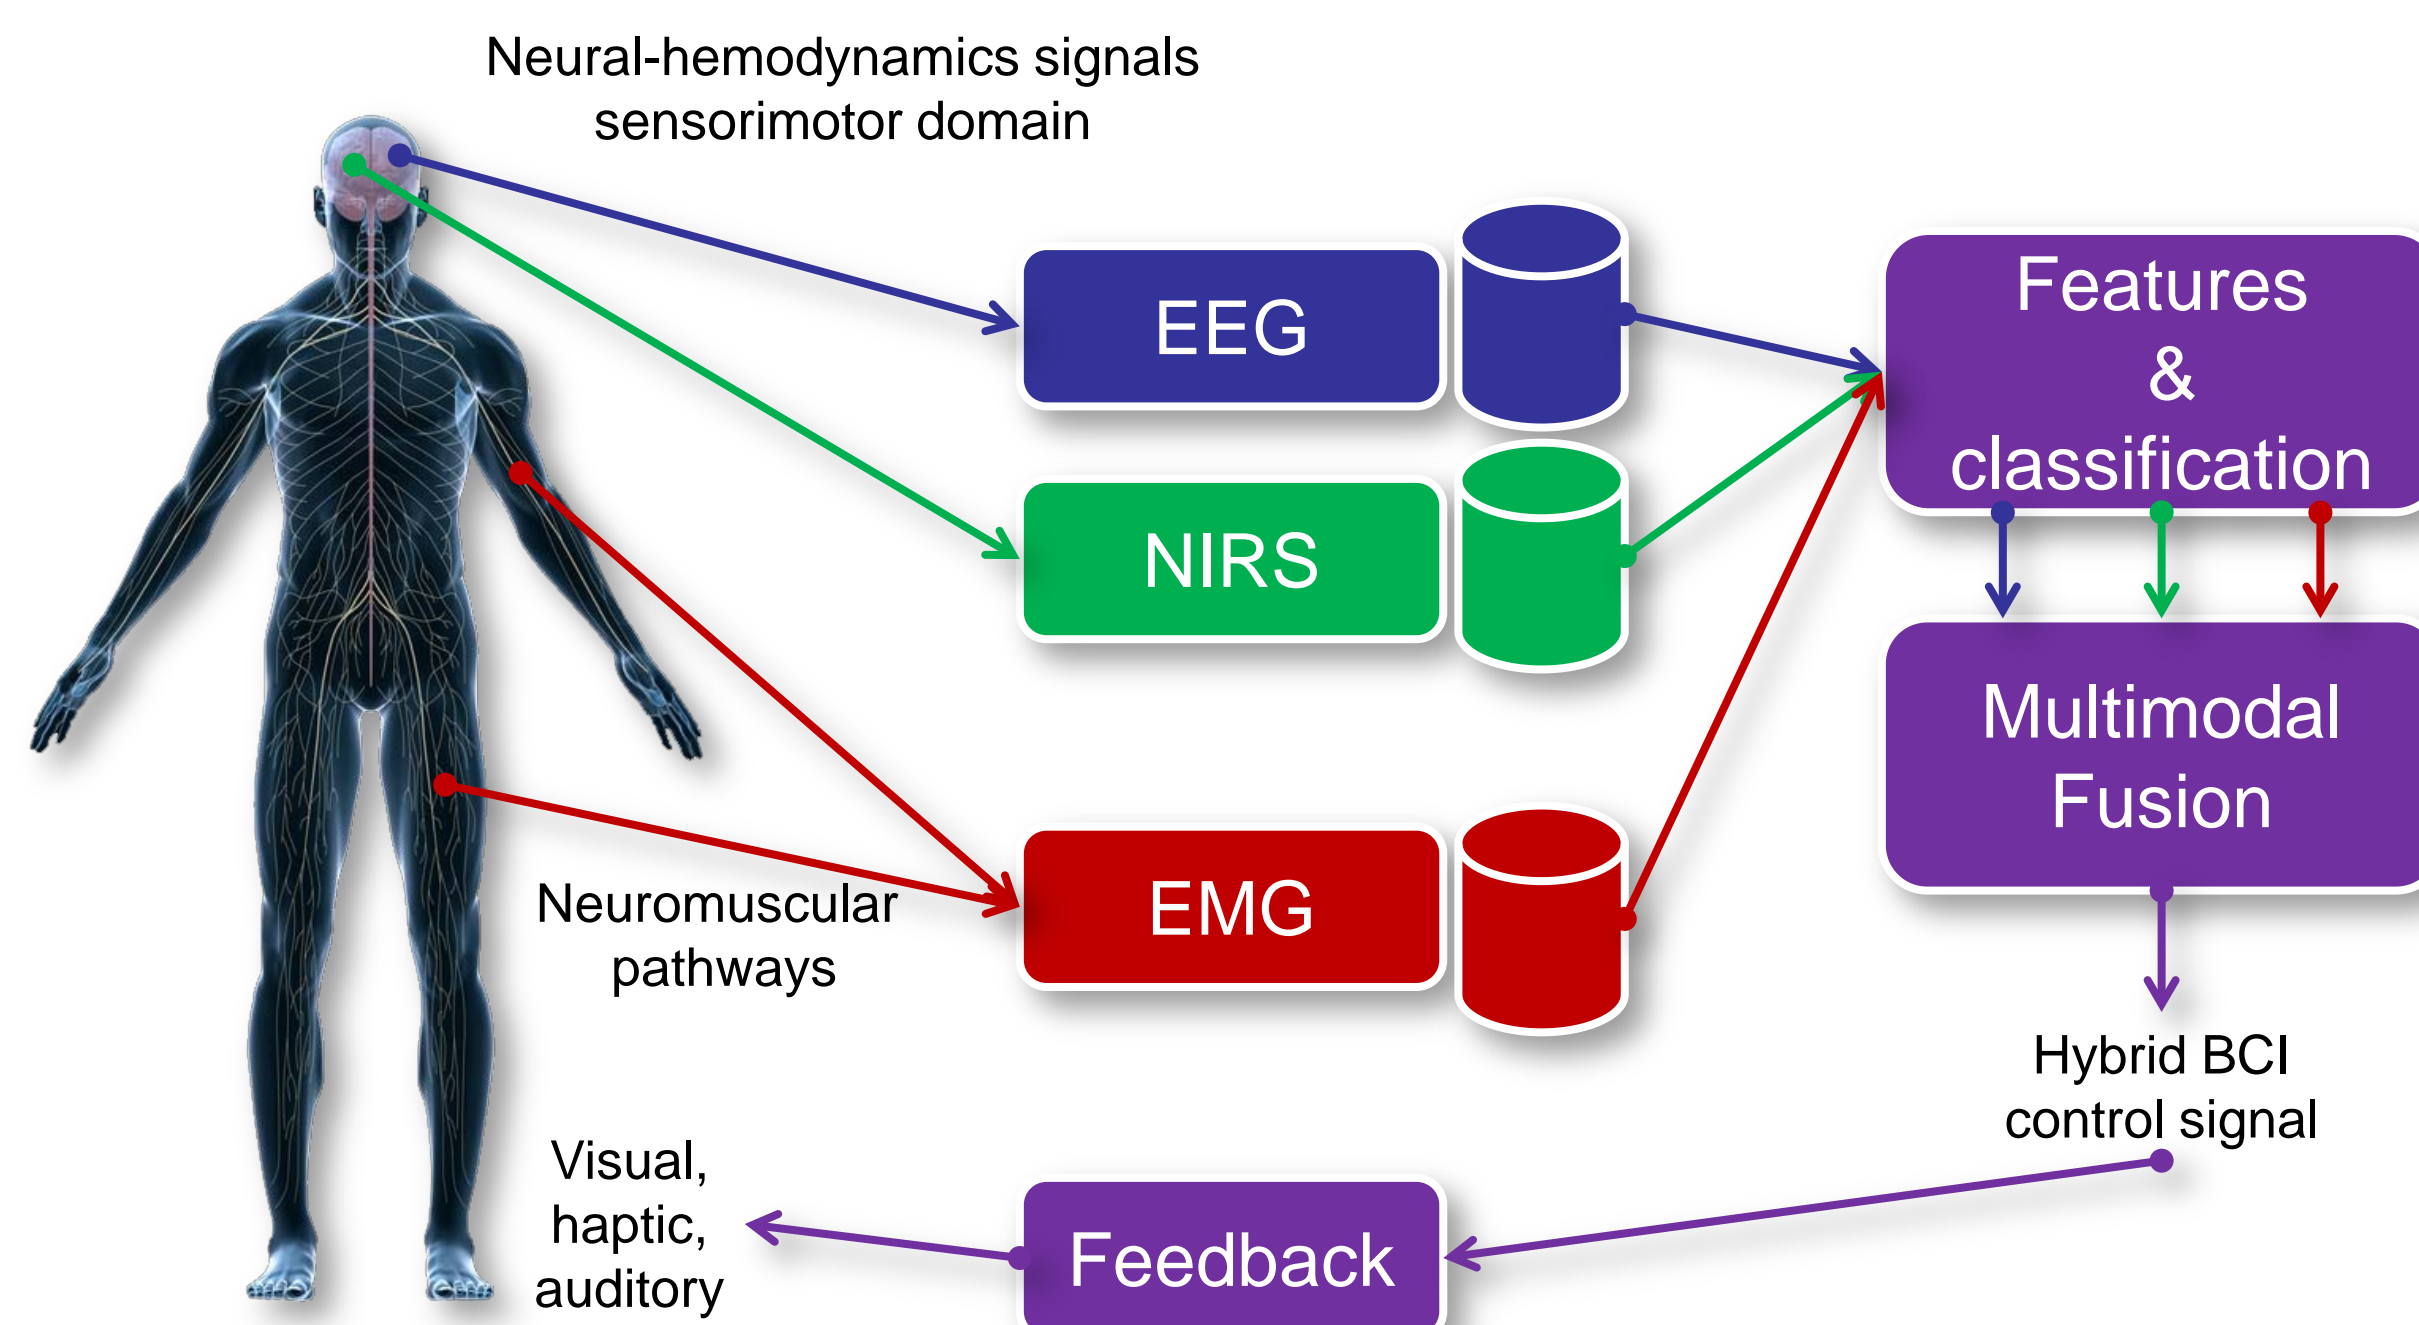 Neural-hemodynamics signals
sensorimotor domain
EEG
NIRS
EMG
Features
&
classification
Multimodal
Fusion
Neuromuscular
pathways
Hybrid BCI
control signal
Feedback
Visual,
haptic,
auditory